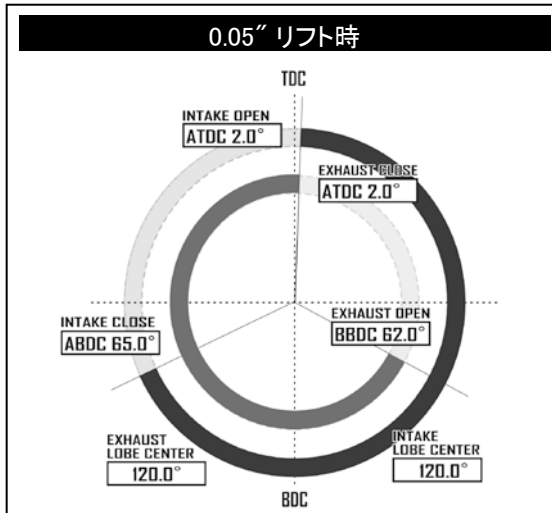 0.05″ リフト時
TDC
INTAKE OPEN
ATDC 2.0°
EXHAUST CLOSE
ATDC 2.0°
INTAKE CLOSE
ABDC 65.0°
EXHAUST OPEN
BBDC 62.0°
EXHAUST
LOBE CENTER
120.0°
INTAKE
LOBE CENTER
120.0°
BDC